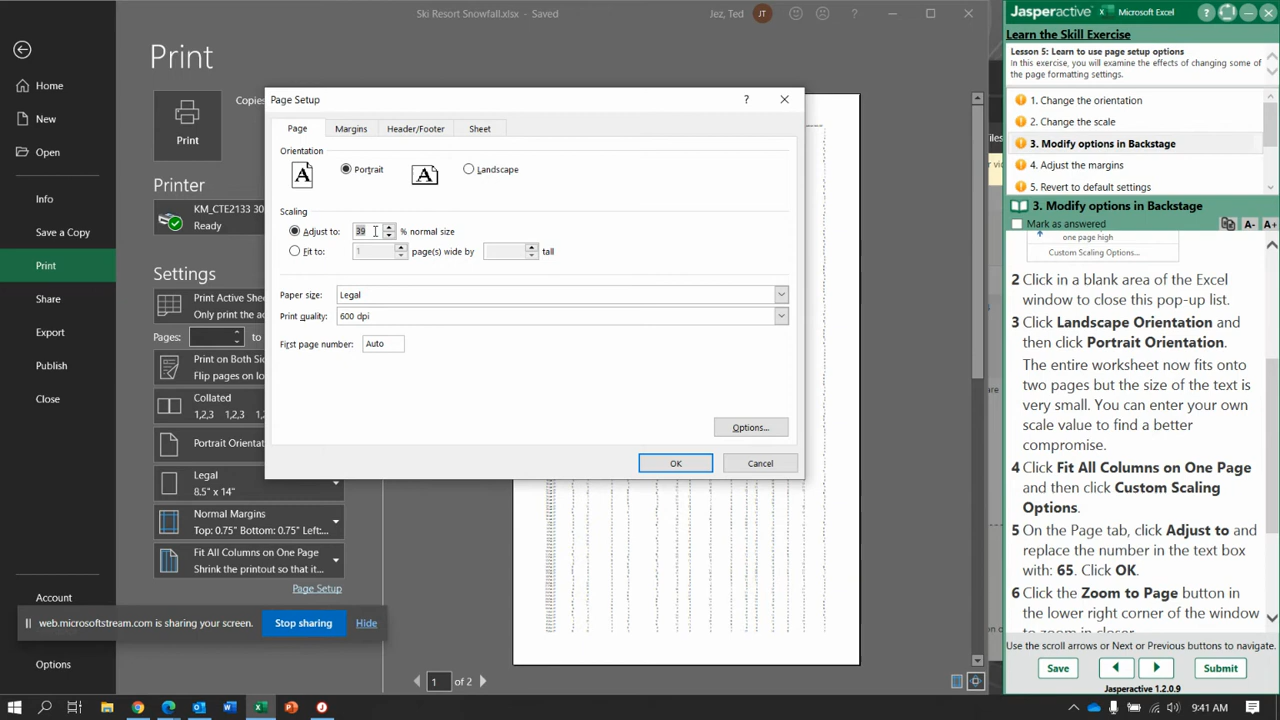 Ski Resort Snowfall.xlsx - Saved
Jez, Ted
JT
?
Print
Home
New
Open
Info
Save a Copy
Print
Share
Export
Publish
Close
Account
Options
Print
Copies
Printer
KM_CTE2133 30
Ready
Settings
Print Active She
Only print the ac
Pages:
to
Print on Both Si
Flip pages on lo
Collated
1,2,3 1,2,3 1,
Portrait Orientat
Legal
8.5" x 14"
Normal Margins
Top: 0.75" Bottom: 0.75" Left:...
Fit All Columns on One Page
Shrink the printout so that it...
Page Setup
web.microsoftstream.com is sharing your screen.
Stop sharing
Hide
1 of 2
Page Setup
?
Page
Margins
Header/Footer
Sheet
Orientation
A
Portrait
A
Landscape
Scaling
Adjust to:
39
% normal size
Fit to:
1
page(s) wide by
tall
Paper size:
Legal
Print quality:
600 dpi
First page number:
Auto
Options...
OK
Cancel
Jasperactive
Microsoft Excel
?
Learn the Skill Exercise
Lesson 5: Learn to use page setup options
In this exercise, you will examine the effects of changing some of
the page formatting settings.
1. Change the orientation
2. Change the scale
3. Modify options in Backstage
4. Adjust the margins
5. Revert to default settings
3. Modify options in Backstage
Mark as answered
A-
A+
one page high
Custom Scaling Options...
2 Click in a blank area of the Excel
window to close this pop-up list.
3 Click Landscape Orientation and
then click Portrait Orientation.
The entire worksheet now fits onto
two pages but the size of the text is
very small. You can enter your own
scale value to find a better
compromise.
4 Click Fit All Columns on One Page
and then click Custom Scaling
Options.
5 On the Page tab, click Adjust to and
replace the number in the text box
with: 65. Click OK.
6 Click the Zoom to Page button in
the lower right corner of the window
to zoom in closer
Use the scroll arrows or Next or Previous buttons to navigate.
Save
Submit
Jasperactive 1.2.0.9
9:41 AM